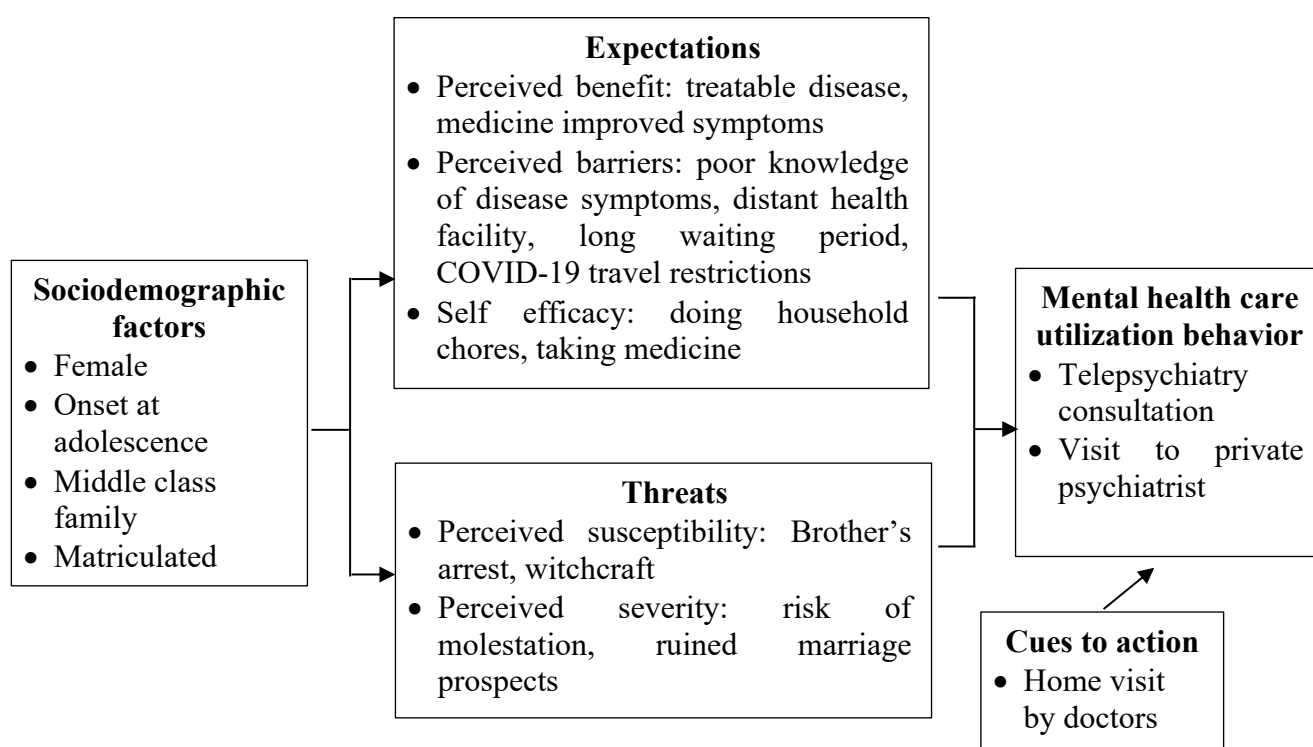 Expectations
• Perceived benefit: treatable disease,
medicine improved symptoms
• Perceived barriers: poor knowledge
of disease symptoms, distant health
facility, long waiting period,
COVID-19 travel restrictions
• Self efficacy: doing household
chores, taking medicine
Sociodemographic
factors
• Female
• Onset at
adolescence
• Middle class
family
• Matriculated
Threats
• Perceived susceptibility: Brother’s
arrest, witchcraft
• Perceived severity: risk of
molestation, ruined marriage
prospects
Mental health care
utilization behavior
• Telepsychiatry
consultation
• Visit to private
psychiatrist
Cues to action
• Home visit
by doctors